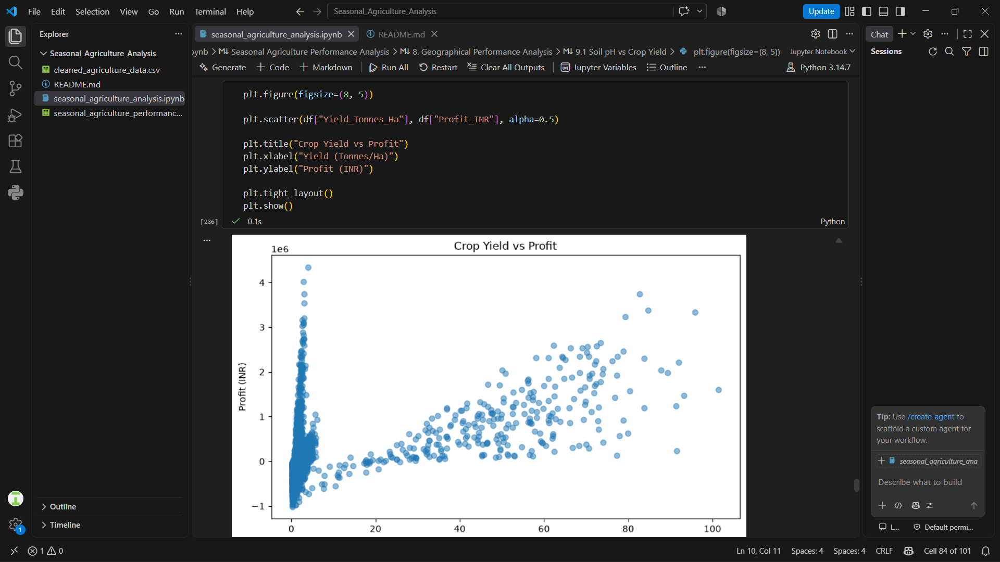 File Edit Selection View Go Run Terminal Help
Seasonal_Agriculture_Analysis
Update
Explorer
Seasonal_Agriculture_Analysis
cleaned_agriculture_data.csv
README.md
seasonal_agriculture_analysis.ipynb
seasonal_agriculture_performanc...
Outline
Timeline
seasonal_agriculture_analysis.ipynb README.md
ynb > Seasonal Agriculture Performance Analysis > 8. Geographical Performance Analysis > 9.1 Soil pH vs Crop Yield > plt.figure(figsize=(8, 5)) Jupyter Notebook
Generate + Code + Markdown Run All Restart Clear All Outputs Jupyter Variables Outline ... Python 3.14.7
plt.figure(figsize=(8, 5))
plt.scatter(df["Yield_Tonnes_Ha"], df["Profit_INR"], alpha=0.5)
plt.title("Crop Yield vs Profit")
plt.xlabel("Yield (Tonnes/Ha)")
plt.ylabel("Profit (INR)")
plt.tight_layout()
plt.show()
[286] 0.1s Python
Crop Yield vs Profit
1e6
4
3
2
1
0
−1
Profit (INR)
0 20 40 60 80 100
Chat
Sessions
Tip: Use /create-agent to
scaffold a custom agent for
your workflow.
seasonal_agriculture_ana
Describe what to build
L... Default permi...
1
1 0
Ln 10, Col 11 Spaces: 4 Spaces: 4 CRLF Cell 84 of 101